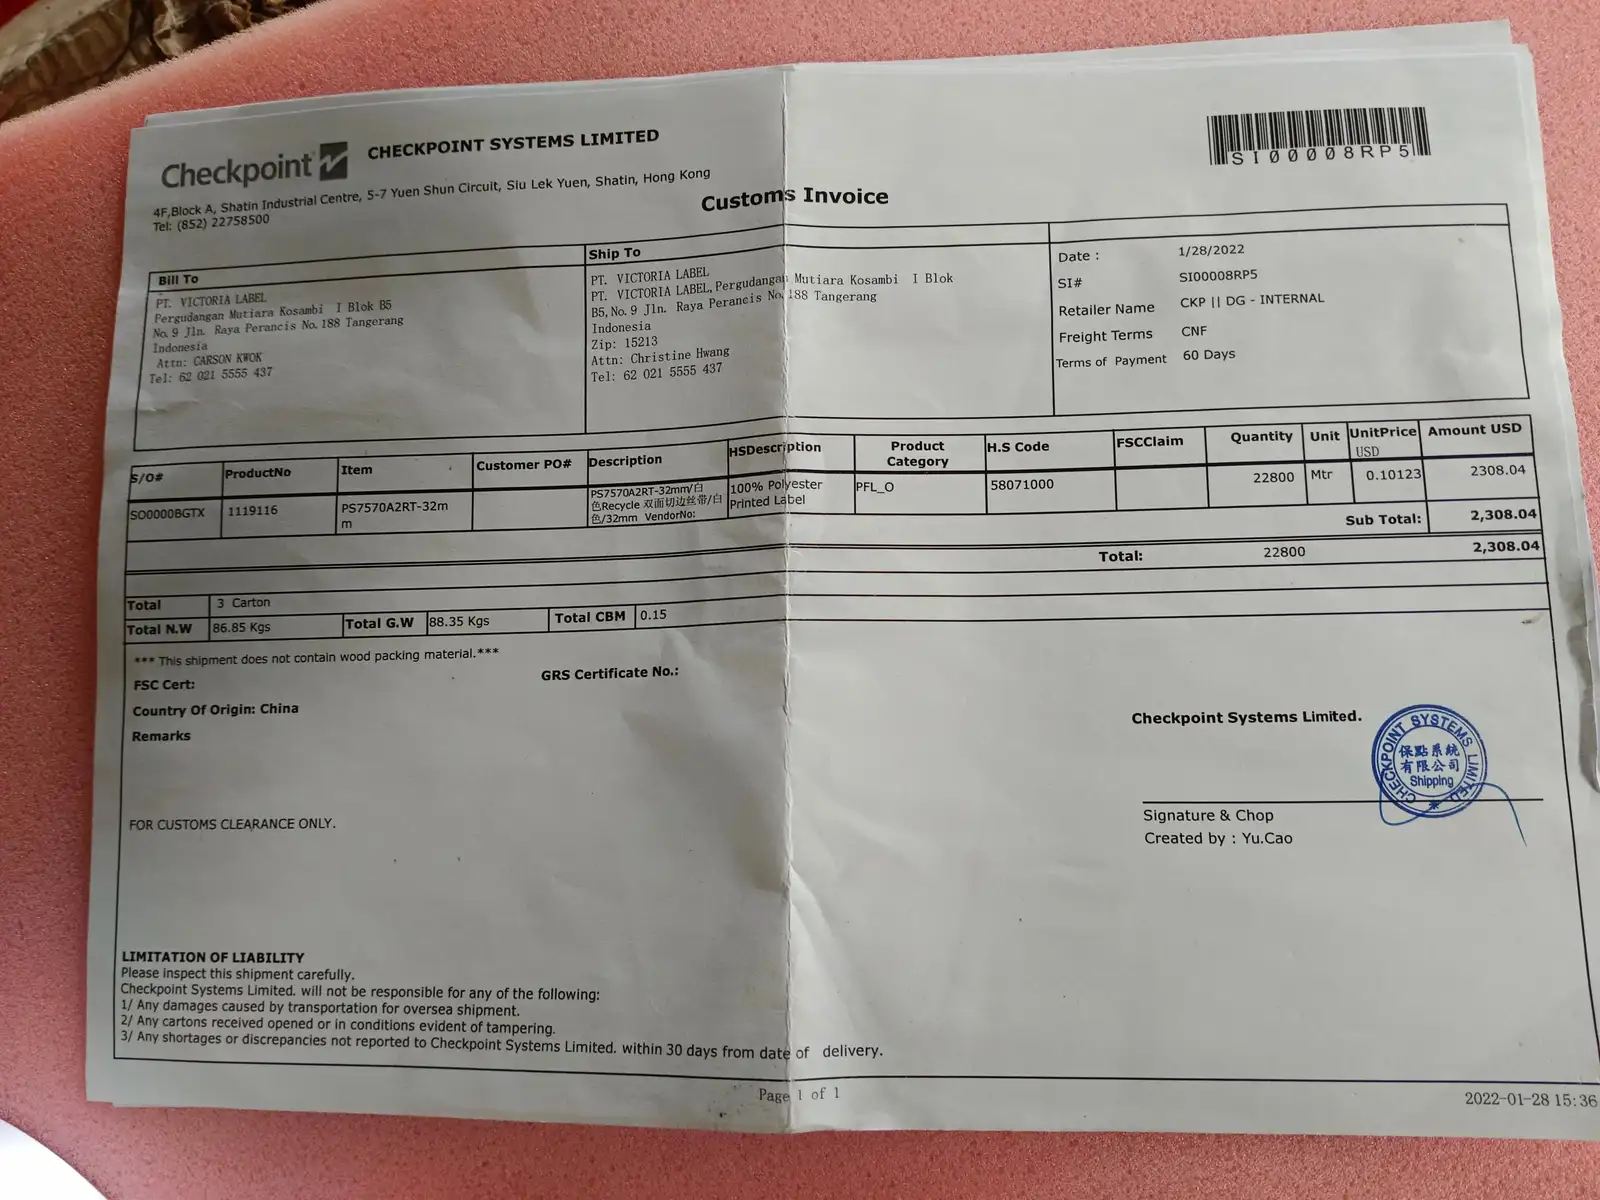 Checkpoint
CHECKPOINT SYSTEMS LIMITED
4F,Block A, Shatin Industrial Centre, 5-7 Yuen Shun Circuit, Siu Lek Yuen, Shatin, Hong Kong
Tel: (852) 22758500
SI00008RP5
Customs Invoice
Bill To
PT. VICTORIA LABEL
Pergudangan Mutiara Kosambi I Blok B5
No.9 Jln. Raya Perancis No.188 Tangerang
Indonesia
Attn: CARSON KWOK
Tel: 62 021 5555 437
Ship To
PT. VICTORIA LABEL
PT. VICTORIA LABEL, Pergudangan Mutiara Kosambi I Blok
B5, No.9 Jln. Raya Perancis No.188 Tangerang
Indonesia
Zip: 15213
Attn: Christine Hwang
Tel: 62 021 5555 437
Date : 1/28/2022
SI# SI00008RP5
Retailer Name CKP || DG - INTERNAL
Freight Terms CNF
Terms of Payment 60 Days
S/O# ProductNo Item Customer PO# Description HSDescription Product Category H.S Code FSCClaim Quantity Unit UnitPrice USD Amount USD
SO0000BGTX 1119116 PS7570A2RT-32mm PS7570A2RT-32mm/白色Recycle 双面切边丝带/白色/32mm VendorNo: 100% Polyester Printed Label PFL_O 58071000 22800 Mtr 0.10123 2308.04
Sub Total: 2,308.04
Total: 22800 2,308.04
Total 3 Carton
Total N.W 86.85 Kgs Total G.W 88.35 Kgs Total CBM 0.15
*** This shipment does not contain wood packing material.***
FSC Cert: GRS Certificate No.:
Country Of Origin: China
Remarks
Checkpoint Systems Limited.
CHECKPOINT SYSTEMS LIMITED
保點系統
有限公司
Shipping
Signature & Chop
Created by : Yu.Cao
FOR CUSTOMS CLEARANCE ONLY.
LIMITATION OF LIABILITY
Please inspect this shipment carefully.
Checkpoint Systems Limited. will not be responsible for any of the following:
1/ Any damages caused by transportation for oversea shipment.
2/ Any cartons received opened or in conditions evident of tampering.
3/ Any shortages or discrepancies not reported to Checkpoint Systems Limited. within 30 days from date of delivery.
Page 1 of 1
2022-01-28 15:36